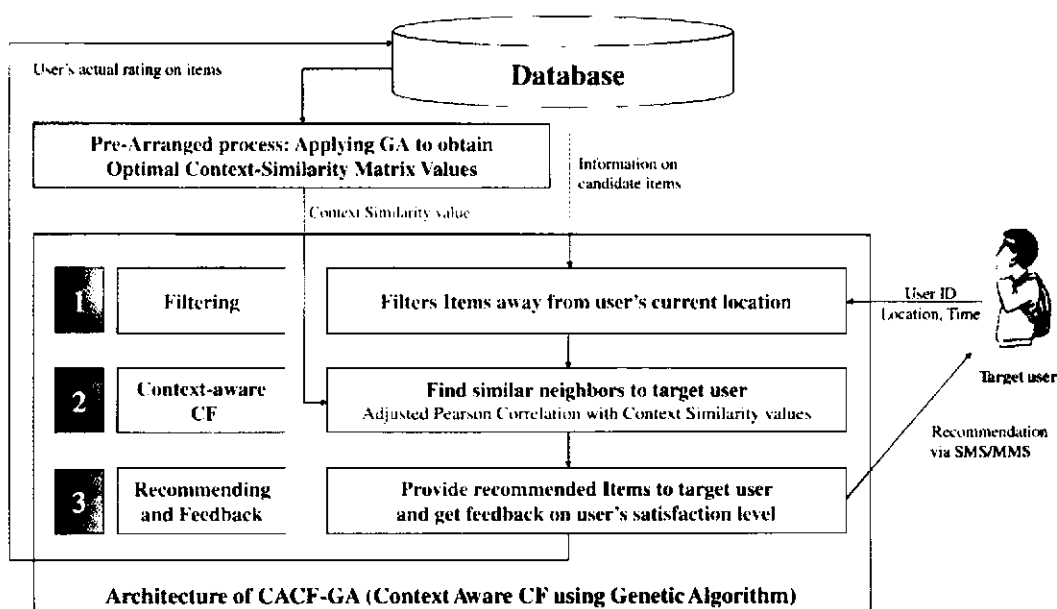 User's actual rating on items
Database
Pre-Arranged process: Applying GA to obtain
Optimal Context-Similarity Matrix Values
Information on
candidate items
Context Similarity value
1
Filtering
Filters Items away from user's current location
User ID
Location, Time
Target user
2
Context-aware
CF
Find similar neighbors to target user
Adjusted Pearson Correlation with Context Similarity values
Recommendation
via SMS/MMS
3
Recommending
and Feedback
Provide recommended Items to target user
and get feedback on user's satisfaction level
Architecture of CACF-GA (Context Aware CF using Genetic Algorithm)